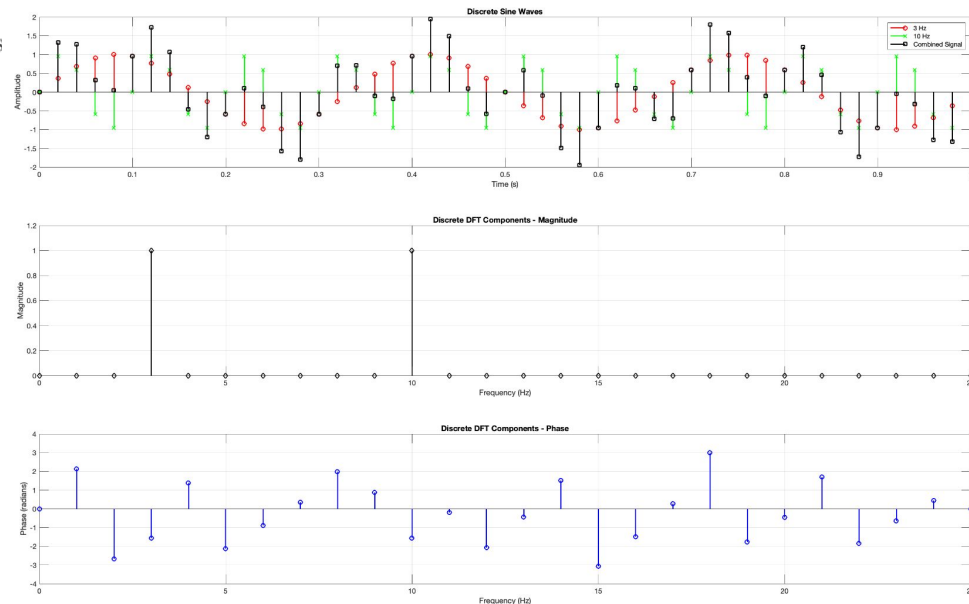 Discrete Sine Waves
2
1.5
1
0.5
0
-0.5
-1
-1.5
-2
Amplitude
3 Hz
10 Hz
Combined Signal
0 0.1 0.2 0.3 0.4 0.5 0.6 0.7 0.8 0.9
Time (s)
Discrete DFT Components - Magnitude
1.2
1
0.8
0.6
0.4
0.2
0
Magnitude
0 5 10 15 20
Frequency (Hz)
Discrete DFT Components - Phase
4
3
2
1
0
-1
-2
-3
-4
Phase (radians)
0 5 10 15 20
Frequency (Hz)